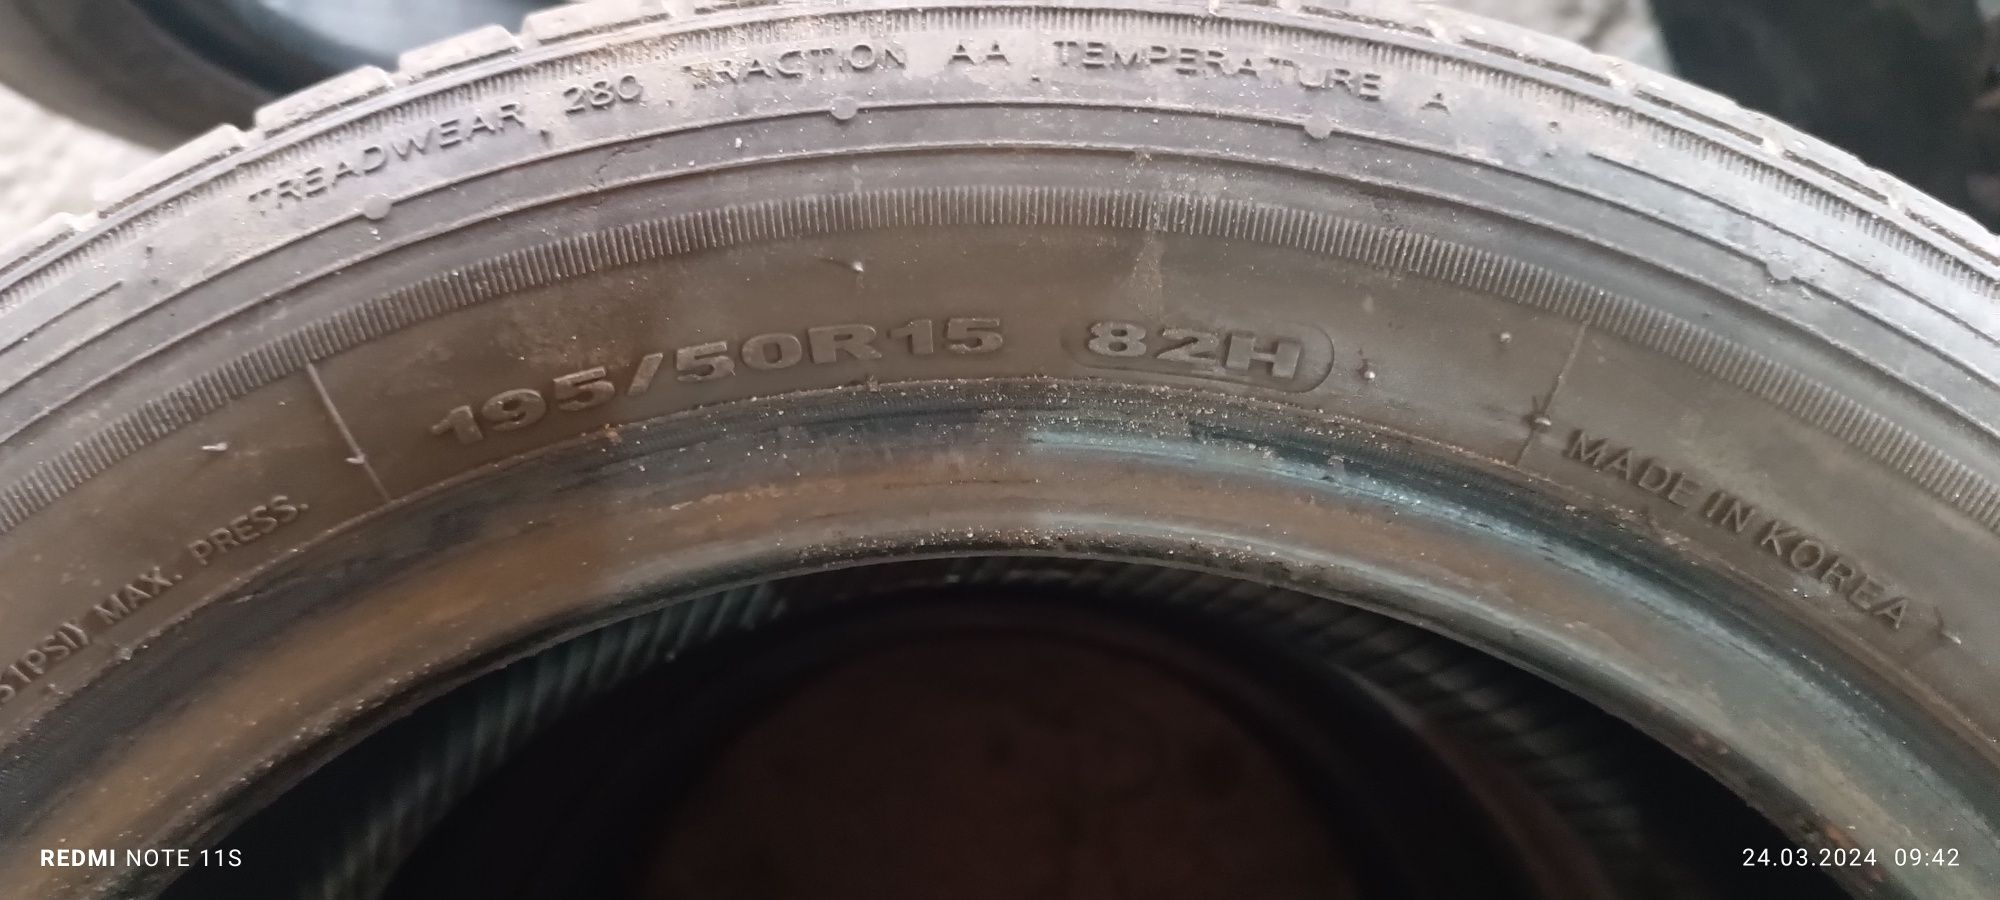 TREADWEAR 280 TRACTION AA TEMPERATURE A
195/50R15 82H
51PSI) MAX. PRESS.
MADE IN KOREA
REDMI NOTE 11S
24.03.2024 09:42